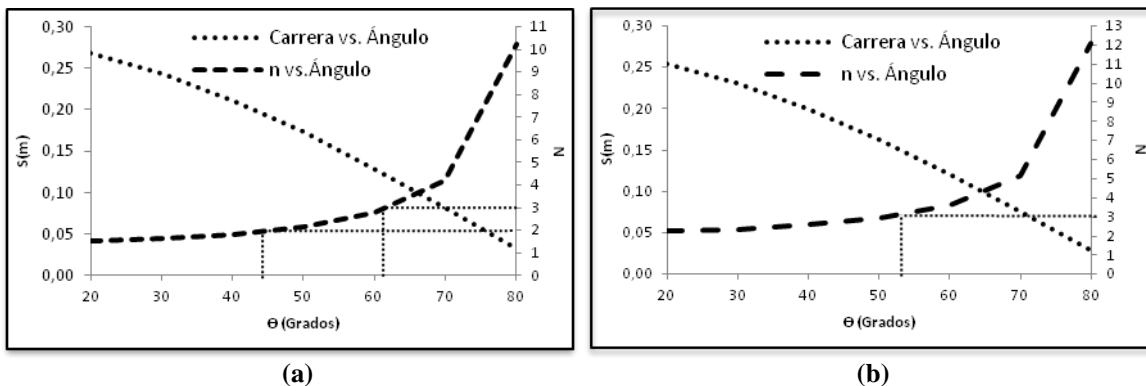 0,30
0,25
0,20
0,15
0,10
0,05
0,00
S(m)
Carrera vs. Ángulo
n vs.Ángulo
11
10
9
8
7
6
5
4
3
2
1
0
N
20 30 40 50 60 70 80
Ө (Grados)
(a)
0,30
0,25
0,20
0,15
0,10
0,05
0,00
S(m)
Carrera vs. Ángulo
n vs. Ángulo
13
12
11
10
9
8
7
6
5
4
3
2
1
0
N
20 30 40 50 60 70 80
Ө (Grados)
(b)